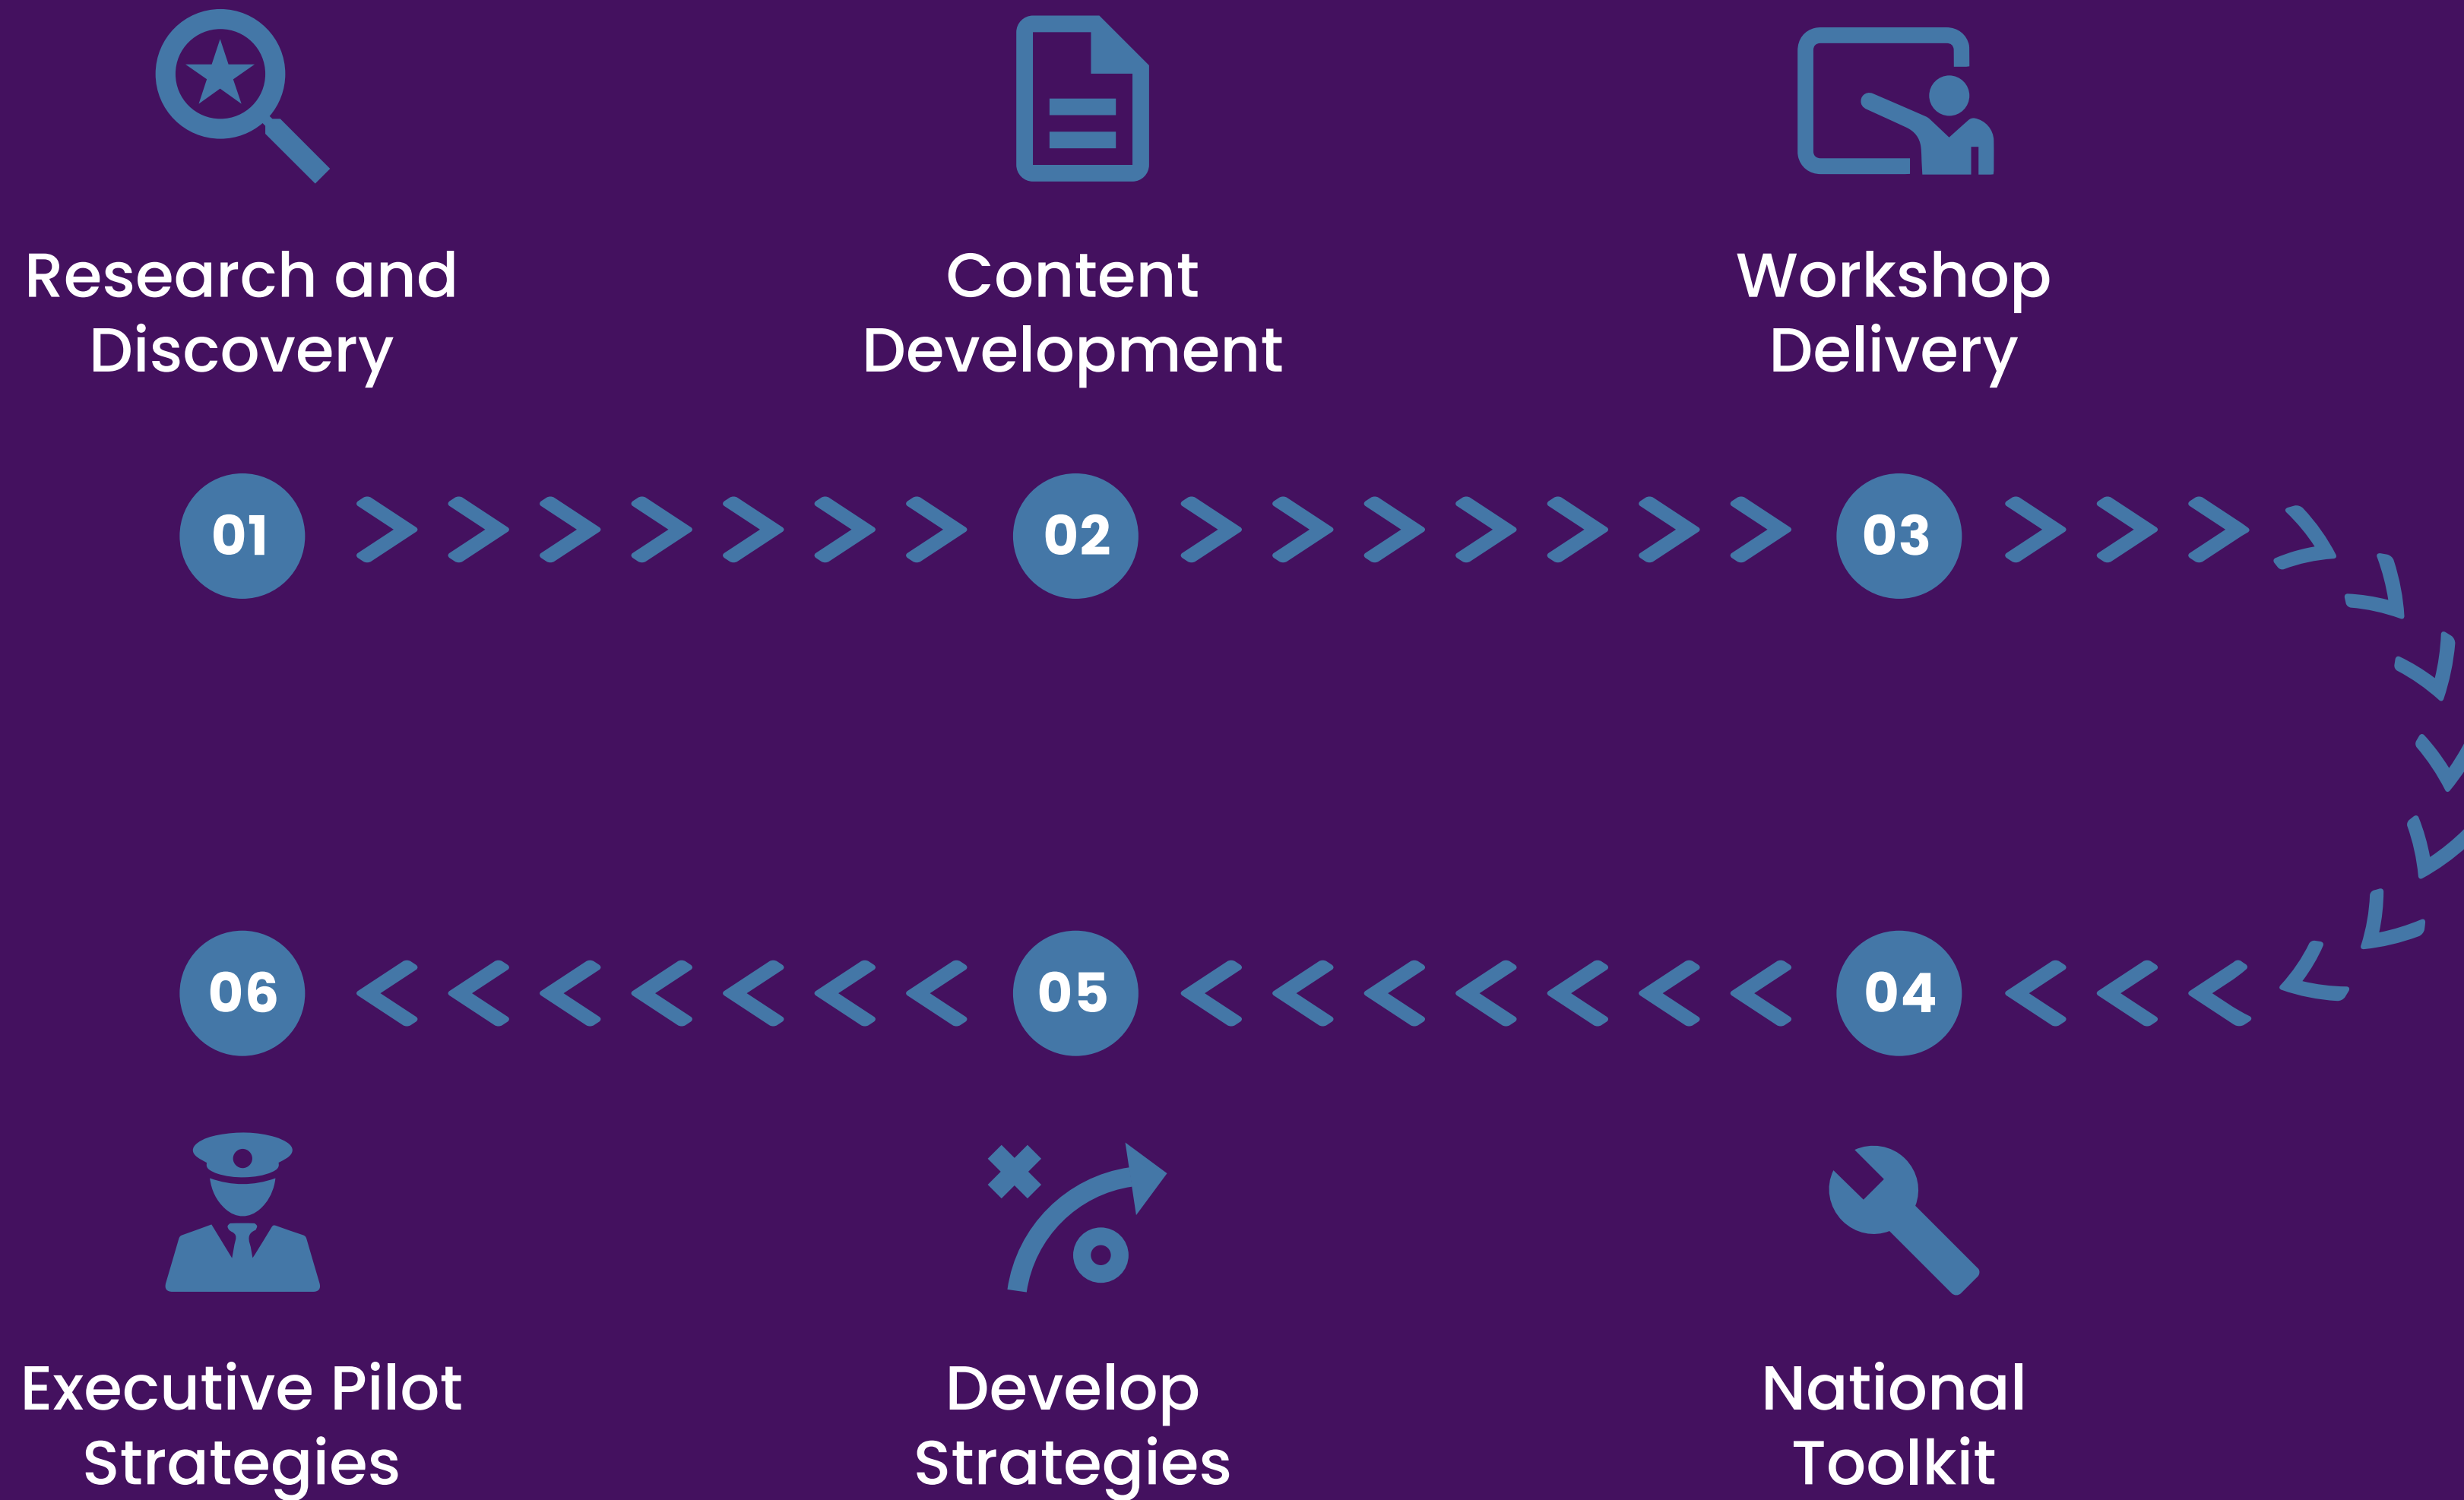 Research and
Discovery
Content
Development
Workshop
Delivery
01
02
03
06
05
04
Executive Pilot
Strategies
Develop
Strategies
National
Toolkit